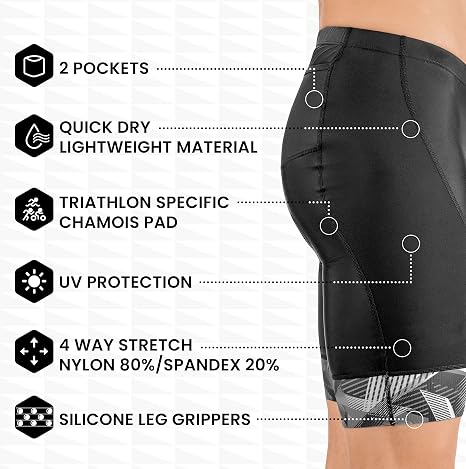 2 POCKETS
QUICK DRY
LIGHTWEIGHT MATERIAL
TRIATHLON SPECIFIC
CHAMOIS PAD
UV PROTECTION
4 WAY STRETCH
NYLON 80%/SPANDEX 20%
SILICONE LEG GRIPPERS